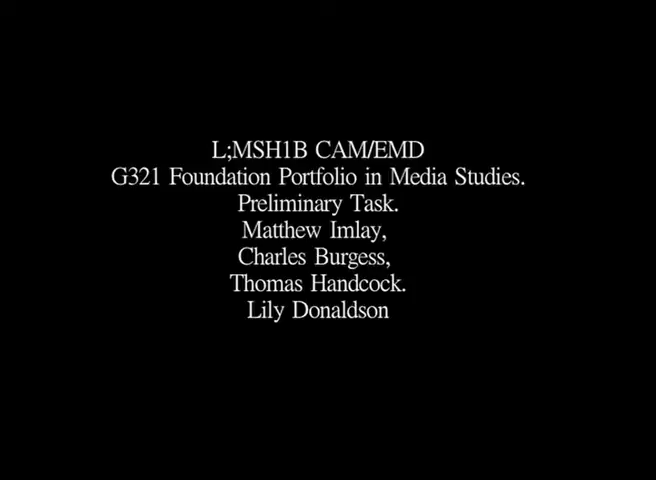 L;MSH1B CAM/EMD
G321 Foundation Portfolio in Media Studies.
Preliminary Task.
Matthew Imlay,
Charles Burgess,
Thomas Handcock.
Lily Donaldson